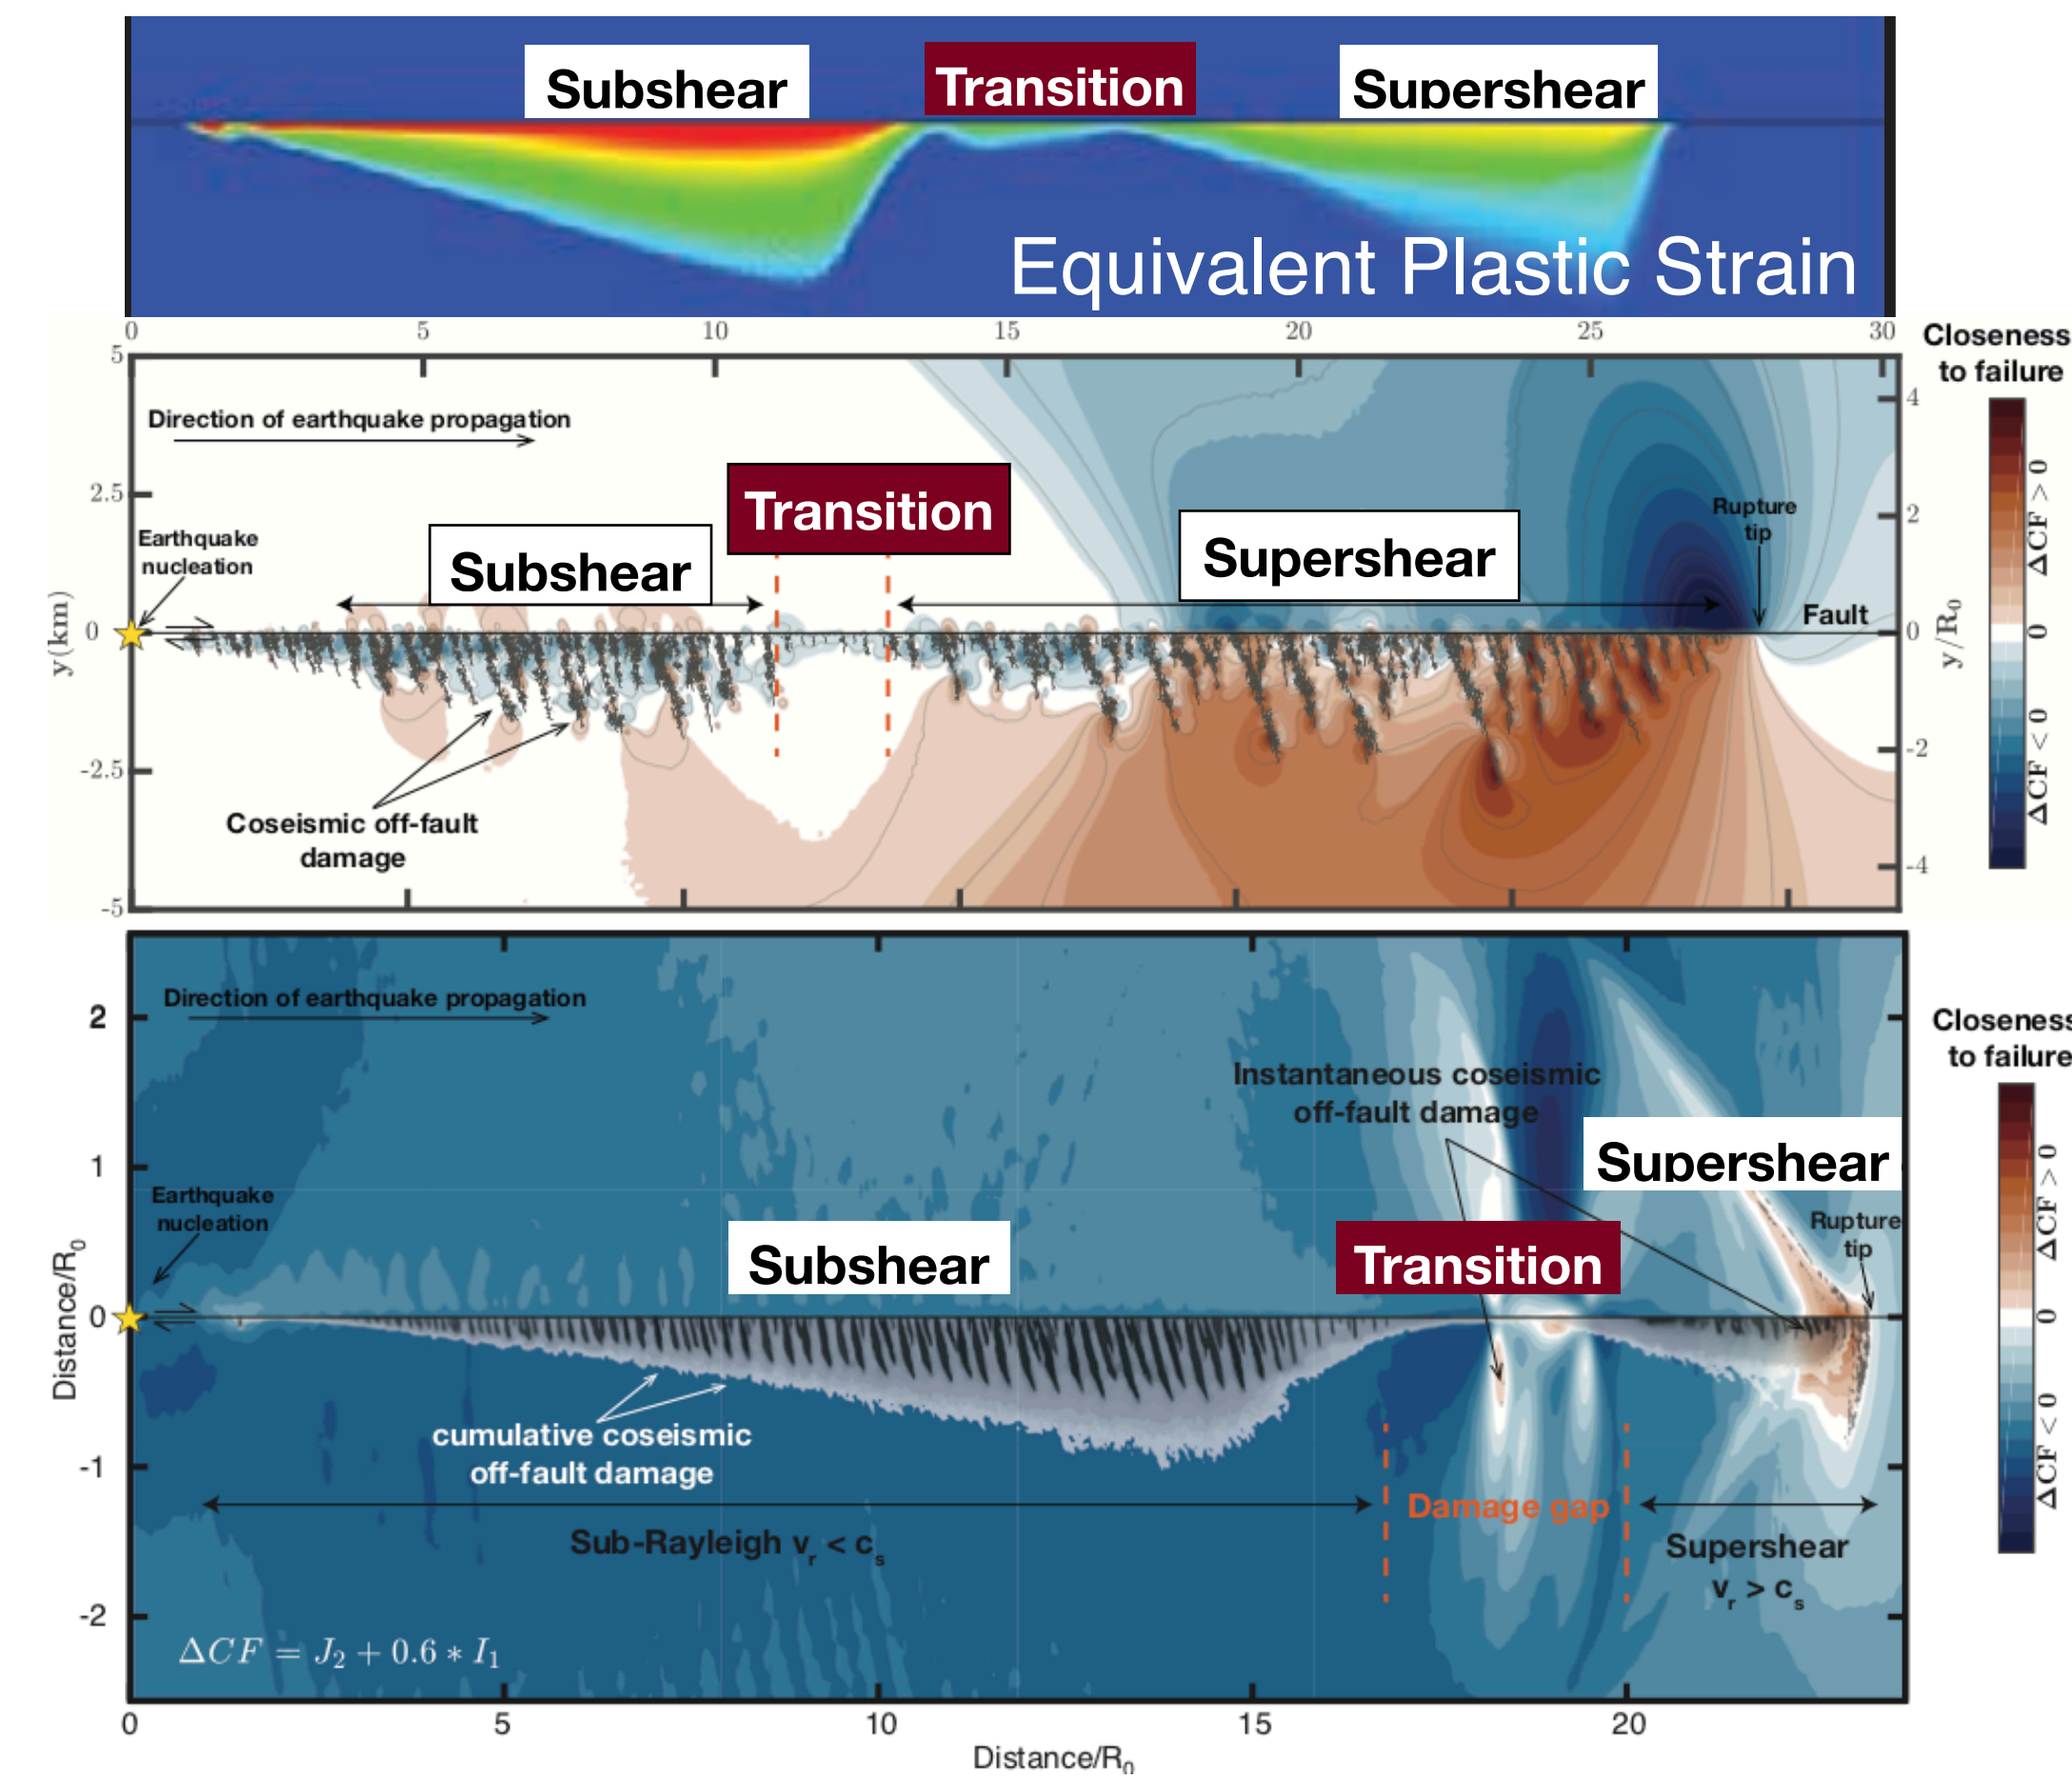 Subshear
Transition
Supershear
Equivalent Plastic Strain
0 5 10 15 20 25 30
Closeness
to failure
5
2.5
0
-2.5
-5
y(km)
Direction of earthquake propagation
Earthquake
nucleation
Subshear
Transition
Supershear
Rupture
tip
Fault
Coseismic off-fault
damage
4
2
0
-2
-4
y/R0
ΔCF > 0
0
ΔCF < 0
2
1
0
-1
-2
Distance/R0
Direction of earthquake propagation
Earthquake
nucleation
Instantaneous coseismic
off-fault damage
Supershear
Subshear
Transition
Rupture
tip
cumulative coseismic
off-fault damage
Sub-Rayleigh vr < cs
Damage gap
Supershear
vr > cs
ΔCF = J2 + 0.6 * I1
0 5 10 15 20
Distance/R0
Closeness
to failure
ΔCF > 0
0
ΔCF < 0